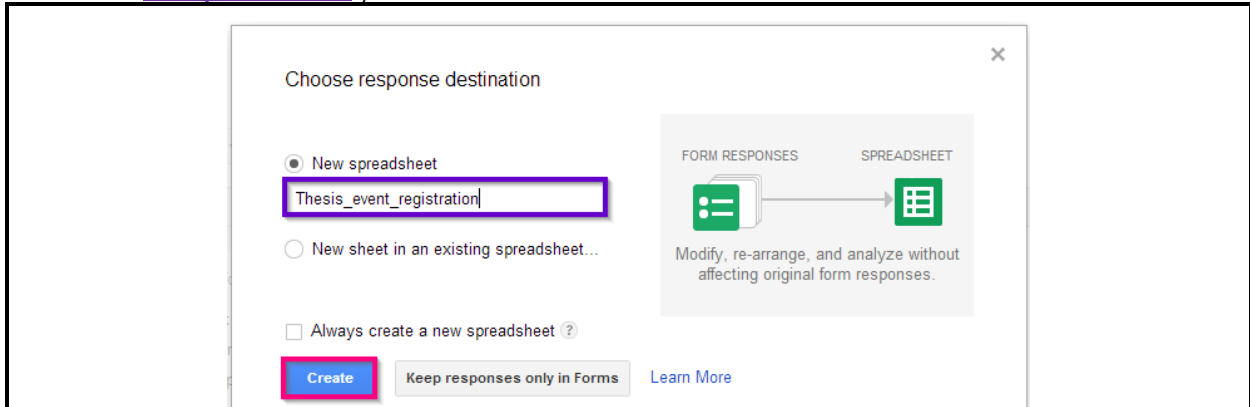 Choose response destination
New spreadsheet
Thesis_event_registration
New sheet in an existing spreadsheet...
FORM RESPONSES
SPREADSHEET
Modify, re-arrange, and analyze without
affecting original form responses.
Always create a new spreadsheet ?
Create
Keep responses only in Forms
Learn More